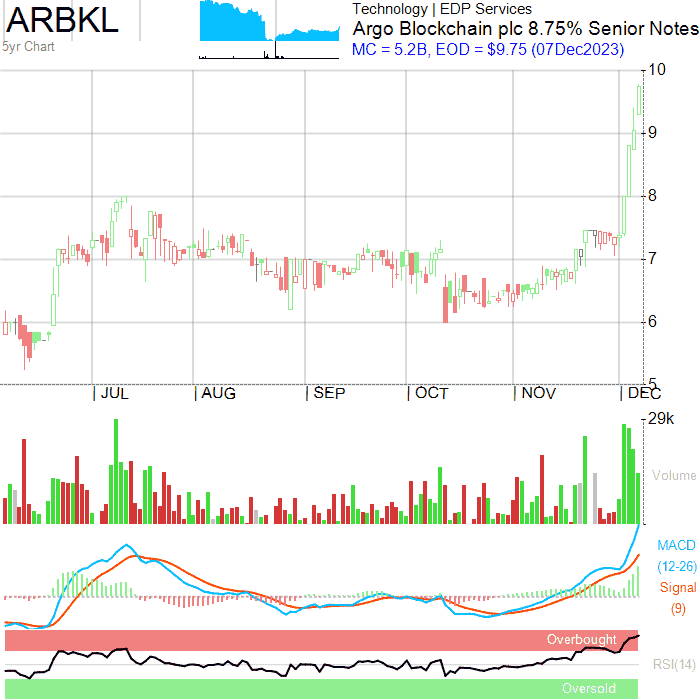 ARBKL
5yr Chart
Technology | EDP Services
Argo Blockchain plc 8.75% Senior Notes
MC = 5.2B, EOD = $9.75 (07Dec2023)
10
9
8
7
6
5
JUL AUG SEP OCT NOV DEC
29k
Volume
MACD
(12-26)
Signal
(9)
Overbought
RSI(14)
Oversold